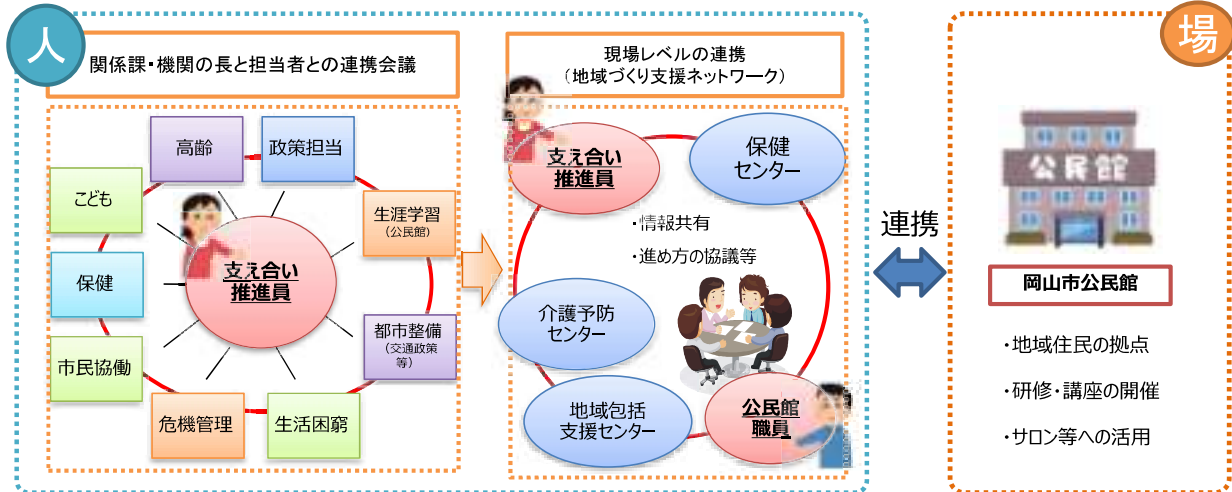 人
関係課・機関の長と担当者との連携会議
高齢
政策担当
こども
生涯学習
(公民館)
保健
支え合い
推進員
都市整備
(交通政策
等)
市民協働
危機管理
生活困窮
現場レベルの連携
(地域づくり支援ネットワーク)
支え合い
推進員
保健
センター
・情報共有
・進め方の協議等
介護予防
センター
地域包括
支援センター
公民館
職員
連携
場
公民館
岡山市公民館
・地域住民の拠点
・研修・講座の開催
・サロン等への活用